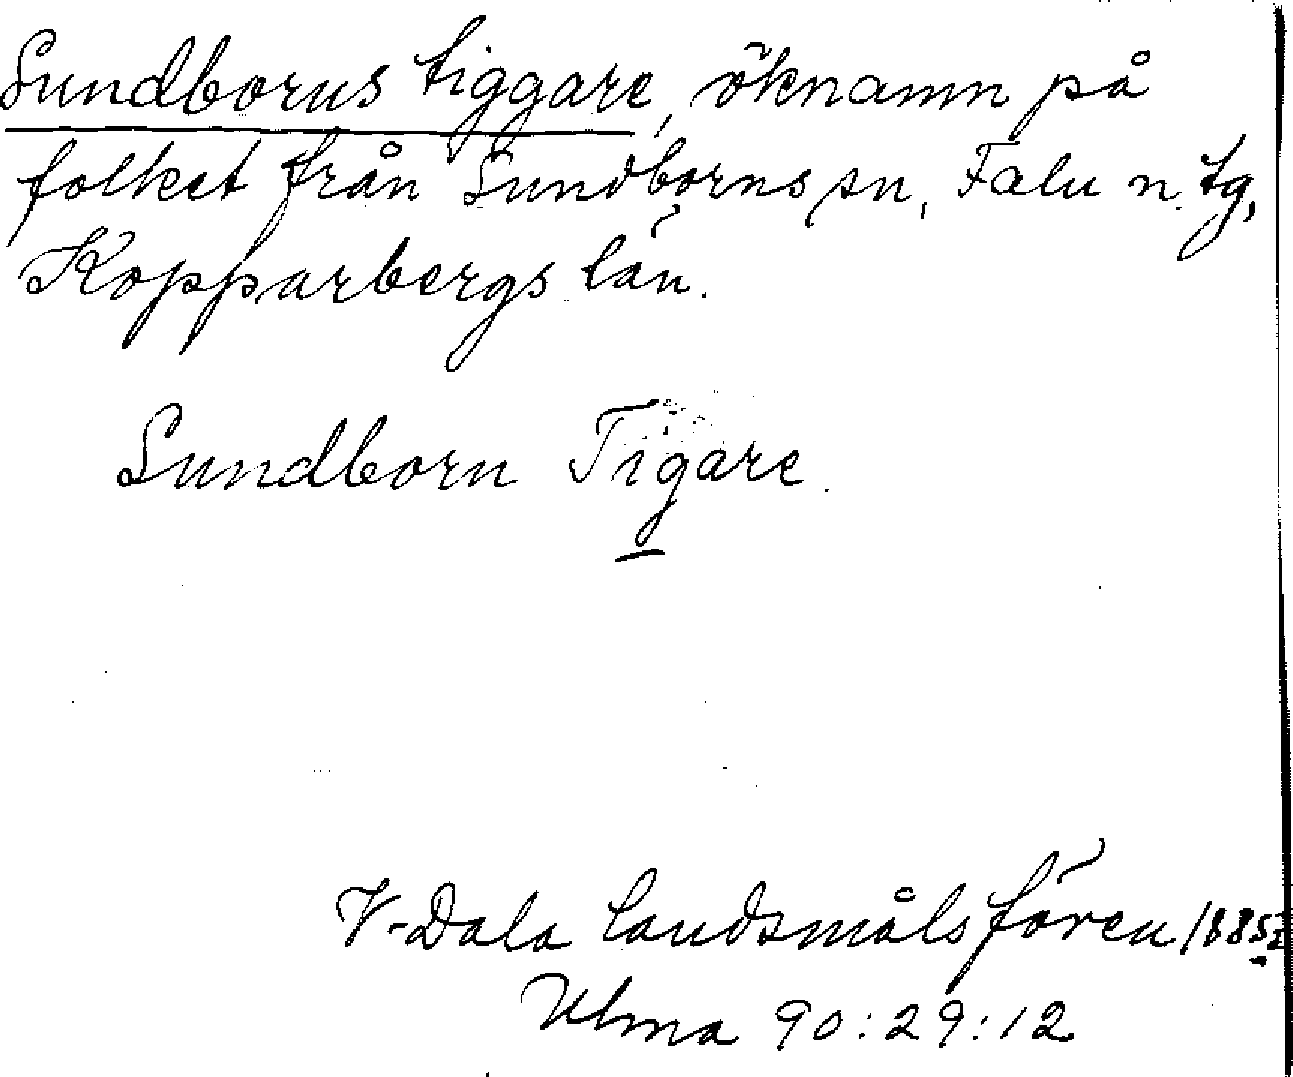 Sundborns tiggare, öknamn på
folket från Sundborns sn, Falu n. tg,
Kopparbergs län.
Sundborn Tigare.
V-Dala landsmålsfören /1885
Ulma 90:29:12